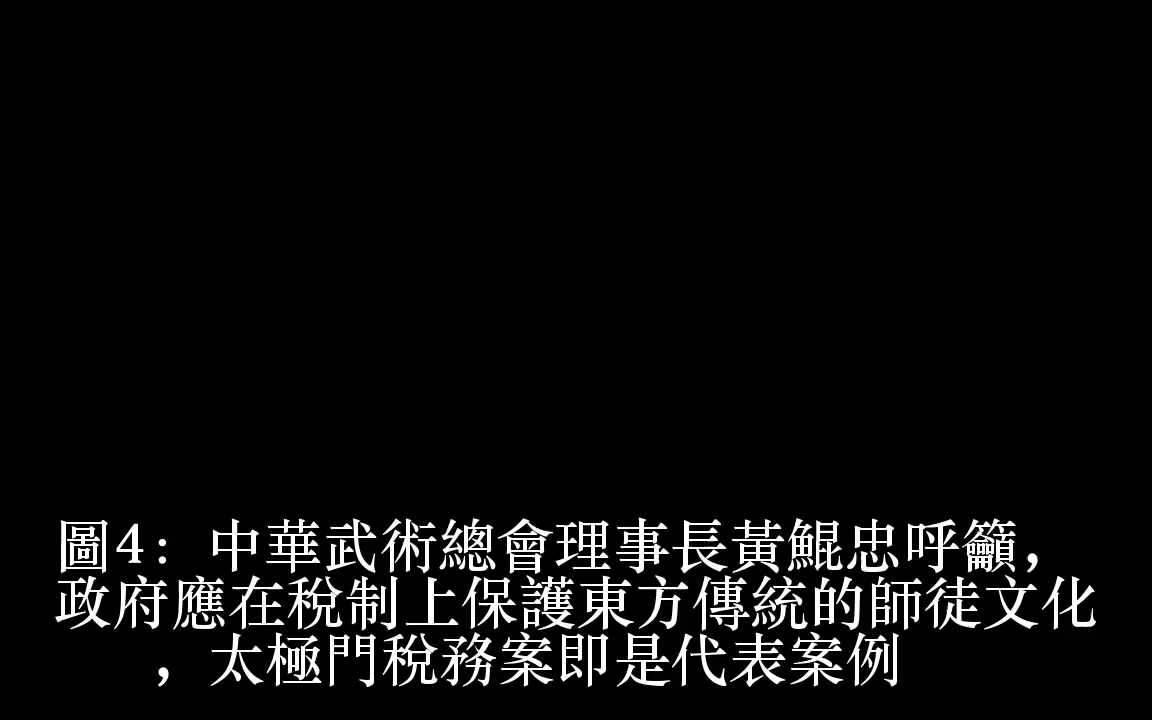 圖4：中華武術總會理事長黃鯤忠呼籲，
政府應在稅制上保護東方傳統的師徒文化
，太極門稅務案即是代表案例